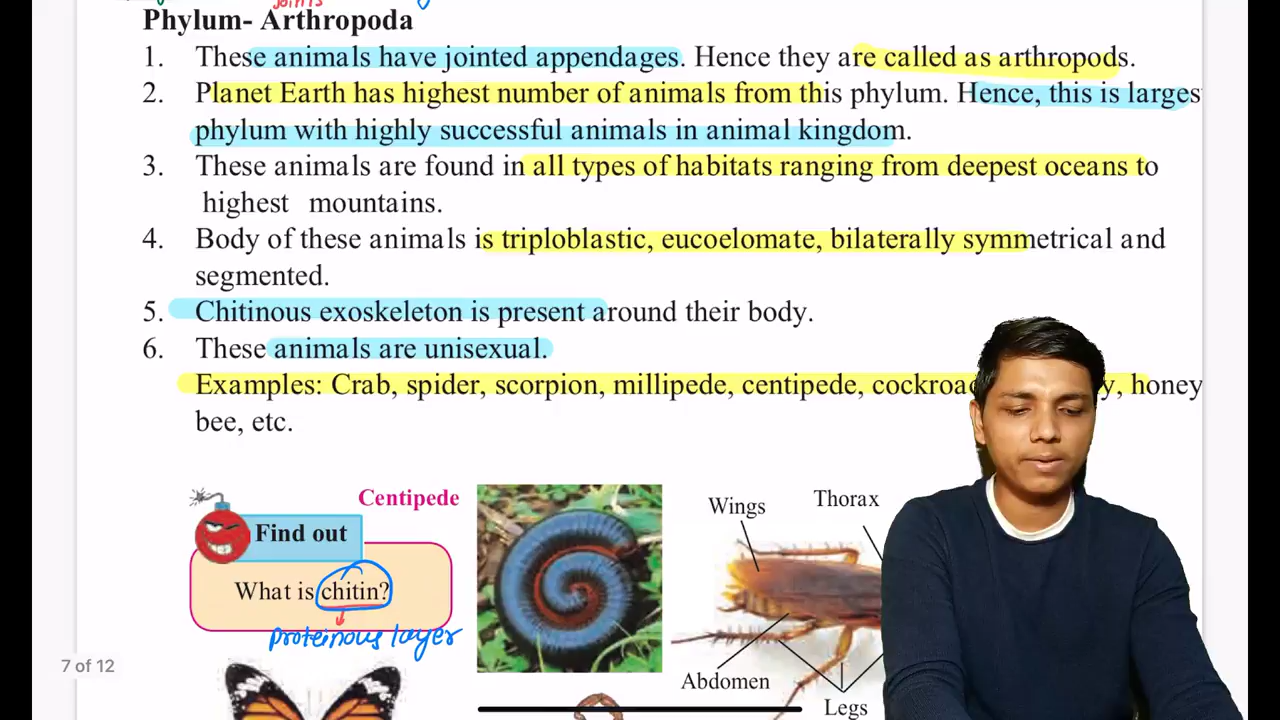 joints
Phylum- Arthropoda
1. These animals have jointed appendages. Hence they are called as arthropods.
2. Planet Earth has highest number of animals from this phylum. Hence, this is larges
phylum with highly successful animals in animal kingdom.
3. These animals are found in all types of habitats ranging from deepest oceans to
highest mountains.
4. Body of these animals is triploblastic, eucoelomate, bilaterally symmetrical and
segmented.
5. Chitinous exoskeleton is present around their body.
6. These animals are unisexual.
Examples: Crab, spider, scorpion, millipede, centipede, honey
bee, etc.
Centipede
Wings
Thorax
Find out
What is chitin?
proteinous layer
7 of 12
Abdomen
Legs